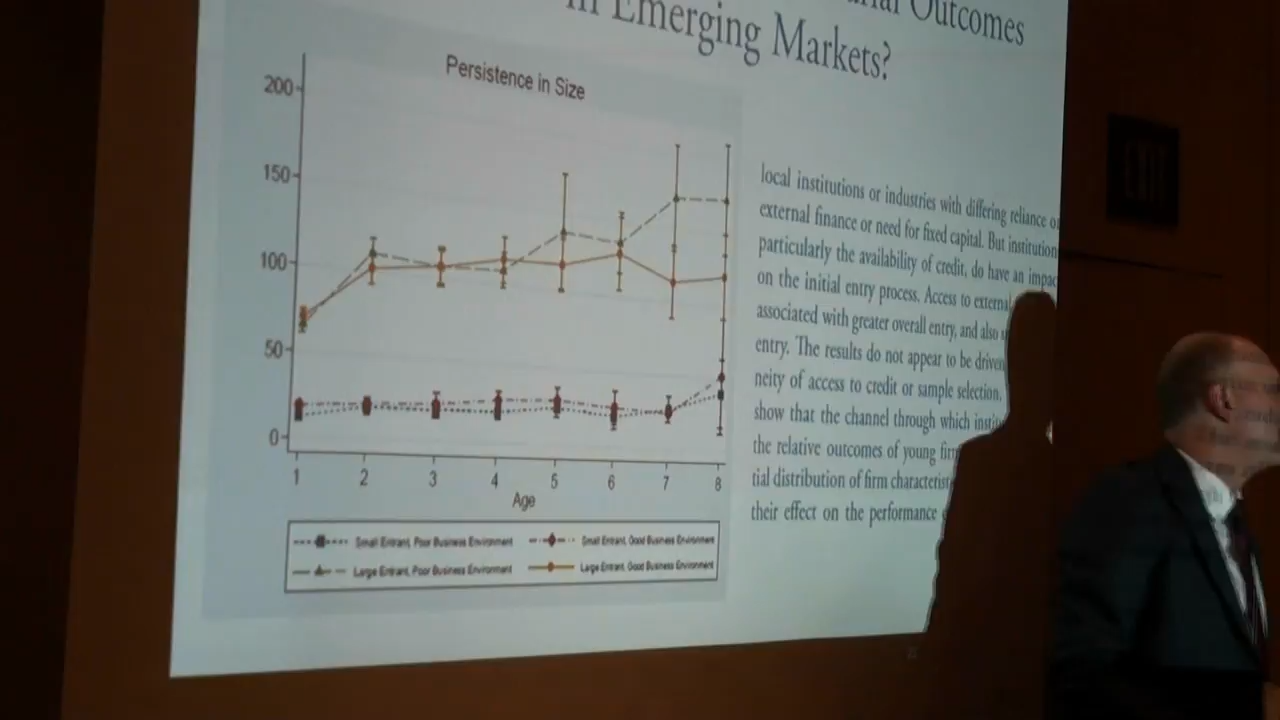 Outcomes
in Emerging Markets?
Persistence in Size
200
150
100
50
0
1 2 3 4 5 6 7 8
Age
Small Entrant, Poor Business Environment
Small Entrant, Good Business Environment
Large Entrant, Poor Business Environment
Large Entrant, Good Business Environment
local institutions or industries with differing reliance o
external finance or need for fixed capital. But institution
particularly the availability of credit, do have an impac
on the initial entry process. Access to external
associated with greater overall entry, and also
entry. The results do not appear to be driven
neity of access to credit or sample selection.
show that the channel through which instit
the relative outcomes of young fir
tial distribution of firm characterist
their effect on the performance
EXIT